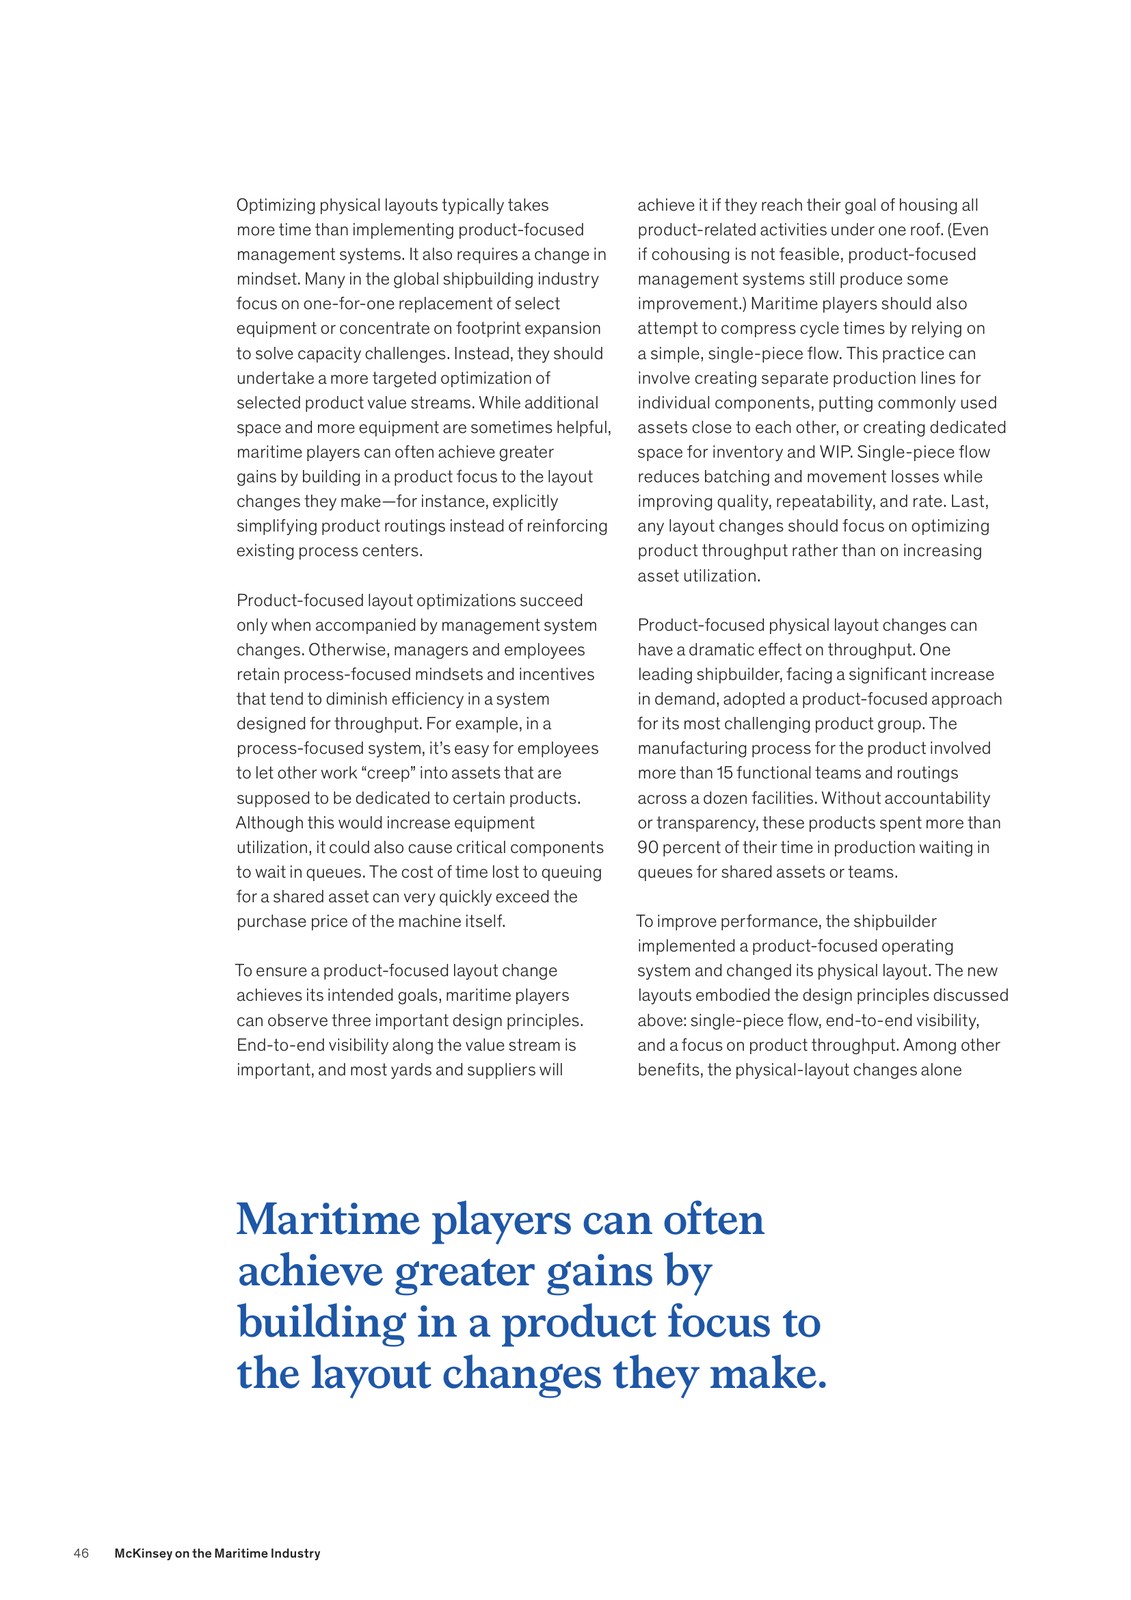 Optimizing physical layouts typically takes
more time than implementing product-focused
management systems. It also requires a change in
mindset. Many in the global shipbuilding industry
focus on one-for-one replacement of select
equipment or concentrate on footprint expansion
to solve capacity challenges. Instead, they should
undertake a more targeted optimization of
selected product value streams. While additional
space and more equipment are sometimes helpful,
maritime players can often achieve greater
gains by building in a product focus to the layout
changes they make—for instance, explicitly
simplifying product routings instead of reinforcing
existing process centers.
Product-focused layout optimizations succeed
only when accompanied by management system
changes. Otherwise, managers and employees
retain process-focused mindsets and incentives
that tend to diminish efficiency in a system
designed for throughput. For example, in a
process-focused system, it’s easy for employees
to let other work “creep” into assets that are
supposed to be dedicated to certain products.
Although this would increase equipment
utilization, it could also cause critical components
to wait in queues. The cost of time lost to queuing
for a shared asset can very quickly exceed the
purchase price of the machine itself.
To ensure a product-focused layout change
achieves its intended goals, maritime players
can observe three important design principles.
End-to-end visibility along the value stream is
important, and most yards and suppliers will
achieve it if they reach their goal of housing all
product-related activities under one roof. (Even
if cohousing is not feasible, product-focused
management systems still produce some
improvement.) Maritime players should also
attempt to compress cycle times by relying on
a simple, single-piece flow. This practice can
involve creating separate production lines for
individual components, putting commonly used
assets close to each other, or creating dedicated
space for inventory and WIP. Single-piece flow
reduces batching and movement losses while
improving quality, repeatability, and rate. Last,
any layout changes should focus on optimizing
product throughput rather than on increasing
asset utilization.
Product-focused physical layout changes can
have a dramatic effect on throughput. One
leading shipbuilder, facing a significant increase
in demand, adopted a product-focused approach
for its most challenging product group. The
manufacturing process for the product involved
more than 15 functional teams and routings
across a dozen facilities. Without accountability
or transparency, these products spent more than
90 percent of their time in production waiting in
queues for shared assets or teams.
To improve performance, the shipbuilder
implemented a product-focused operating
system and changed its physical layout. The new
layouts embodied the design principles discussed
above: single-piece flow, end-to-end visibility,
and a focus on product throughput. Among other
benefits, the physical-layout changes alone
Maritime players can often
achieve greater gains by
building in a product focus to
the layout changes they make.
46 McKinsey on the Maritime Industry